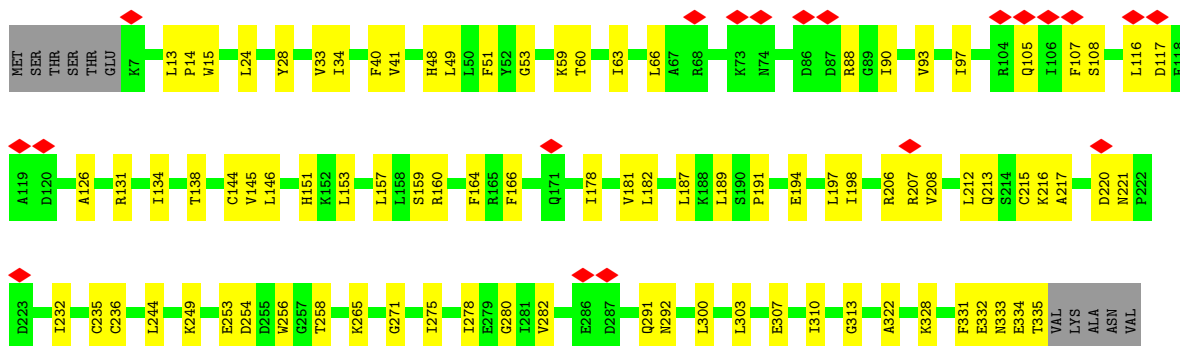 MET SER THR SER THR GLU K7 L13 P14 W15 L24 Y28 V33 I34 F40 V41 H48 L49 L50 F51 Y52 G53 K59 T60 I63 L66 A67 R68 K73 N74 D86 D87 R88 G89 I90 V93 I97 R104 Q105 I106 F107 S108 L116 D117 E118
A119 D120 A126 R131 I134 T138 C144 V145 L146 H151 K152 L153 L157 L158 S159 R160 F164 R165 F166 Q171 I178 V181 L182 L187 K188 L189 S190 P191 E194 L197 I198 R206 R207 V208 L212 Q213 S214 C215 K216 A217 D220 N221 P222
D223 I232 C235 C236 L244 K249 E253 D254 D255 W256 G257 T258 K265 G271 I275 I278 E279 G280 I281 V282 E286 D287 Q291 N292 L300 L303 E307 I310 G313 A322 K328 F331 E332 N333 E334 T335 VAL LYS ALA ASN VAL